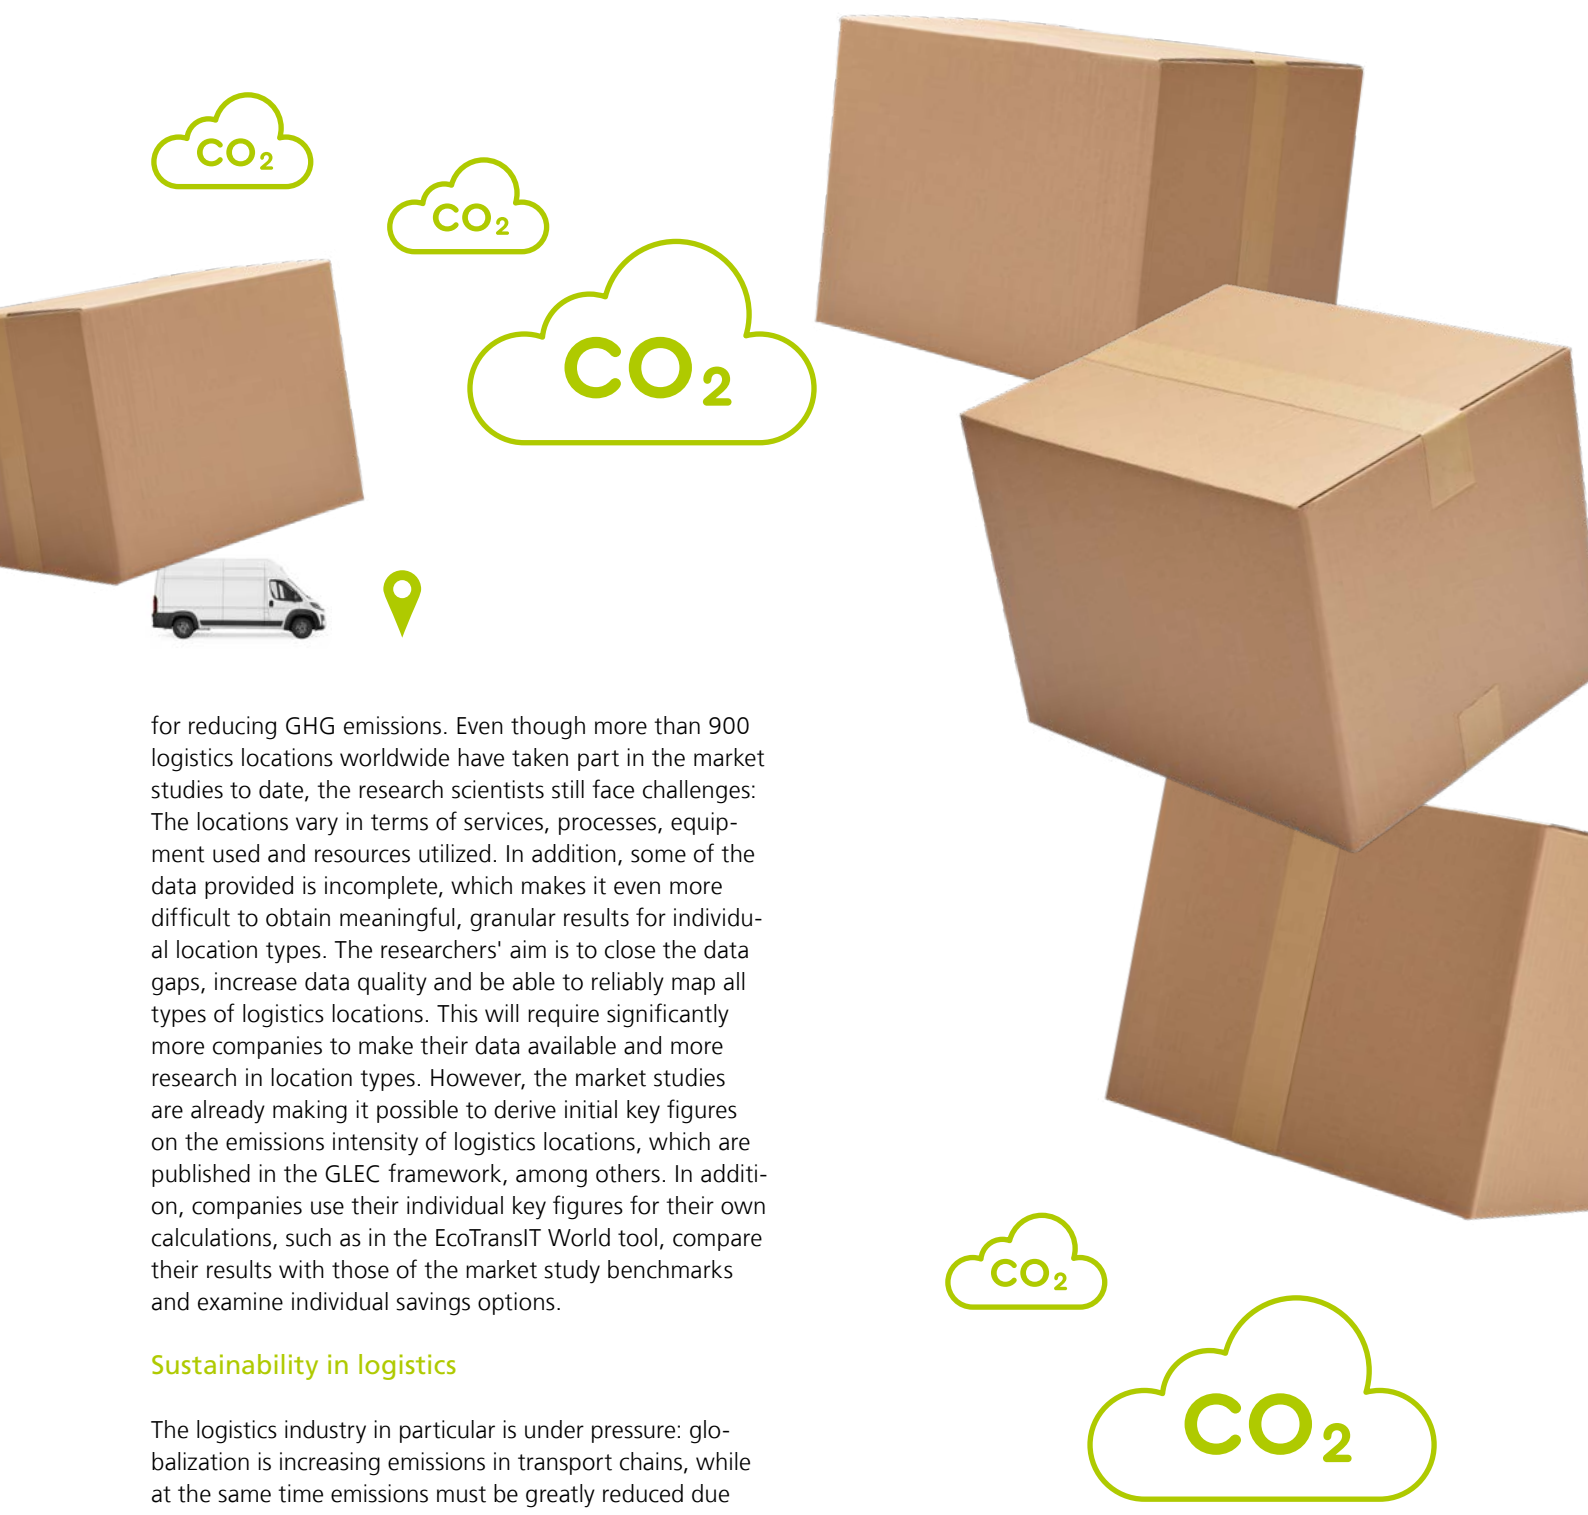 CO₂
CO₂
CO₂
for reducing GHG emissions. Even though more than 900
logistics locations worldwide have taken part in the market
studies to date, the research scientists still face challenges:
The locations vary in terms of services, processes, equip-
ment used and resources utilized. In addition, some of the
data provided is incomplete, which makes it even more
difficult to obtain meaningful, granular results for individu-
al location types. The researchers' aim is to close the data
gaps, increase data quality and be able to reliably map all
types of logistics locations. This will require significantly
more companies to make their data available and more
research in location types. However, the market studies
are already making it possible to derive initial key figures
on the emissions intensity of logistics locations, which are
published in the GLEC framework, among others. In additi-
on, companies use their individual key figures for their own
calculations, such as in the EcoTransIT World tool, compare
their results with those of the market study benchmarks
and examine individual savings options.
Sustainability in logistics
The logistics industry in particular is under pressure: glo-
balization is increasing emissions in transport chains, while
at the same time emissions must be greatly reduced due
CO₂
CO₂